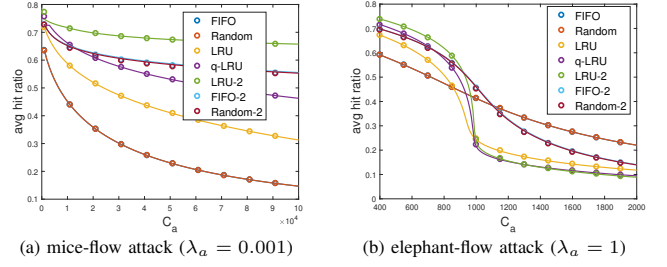 avg hit ratio
0.8
0.7
0.6
0.5
0.4
0.3
0.2
0.1
0 1 2 3 4 5 6 7 8 9 10
× 10⁴
C_a
FIFO
Random
LRU
q-LRU
LRU-2
FIFO-2
Random-2
(a) mice-flow attack (λ_a = 0.001)
avg hit ratio
0.8
0.7
0.6
0.5
0.4
0.3
0.2
0.1
0
400 600 800 1000 1200 1400 1600 1800 2000
C_a
FIFO
Random
LRU
q-LRU
LRU-2
FIFO-2
Random-2
(b) elephant-flow attack (λ_a = 1)